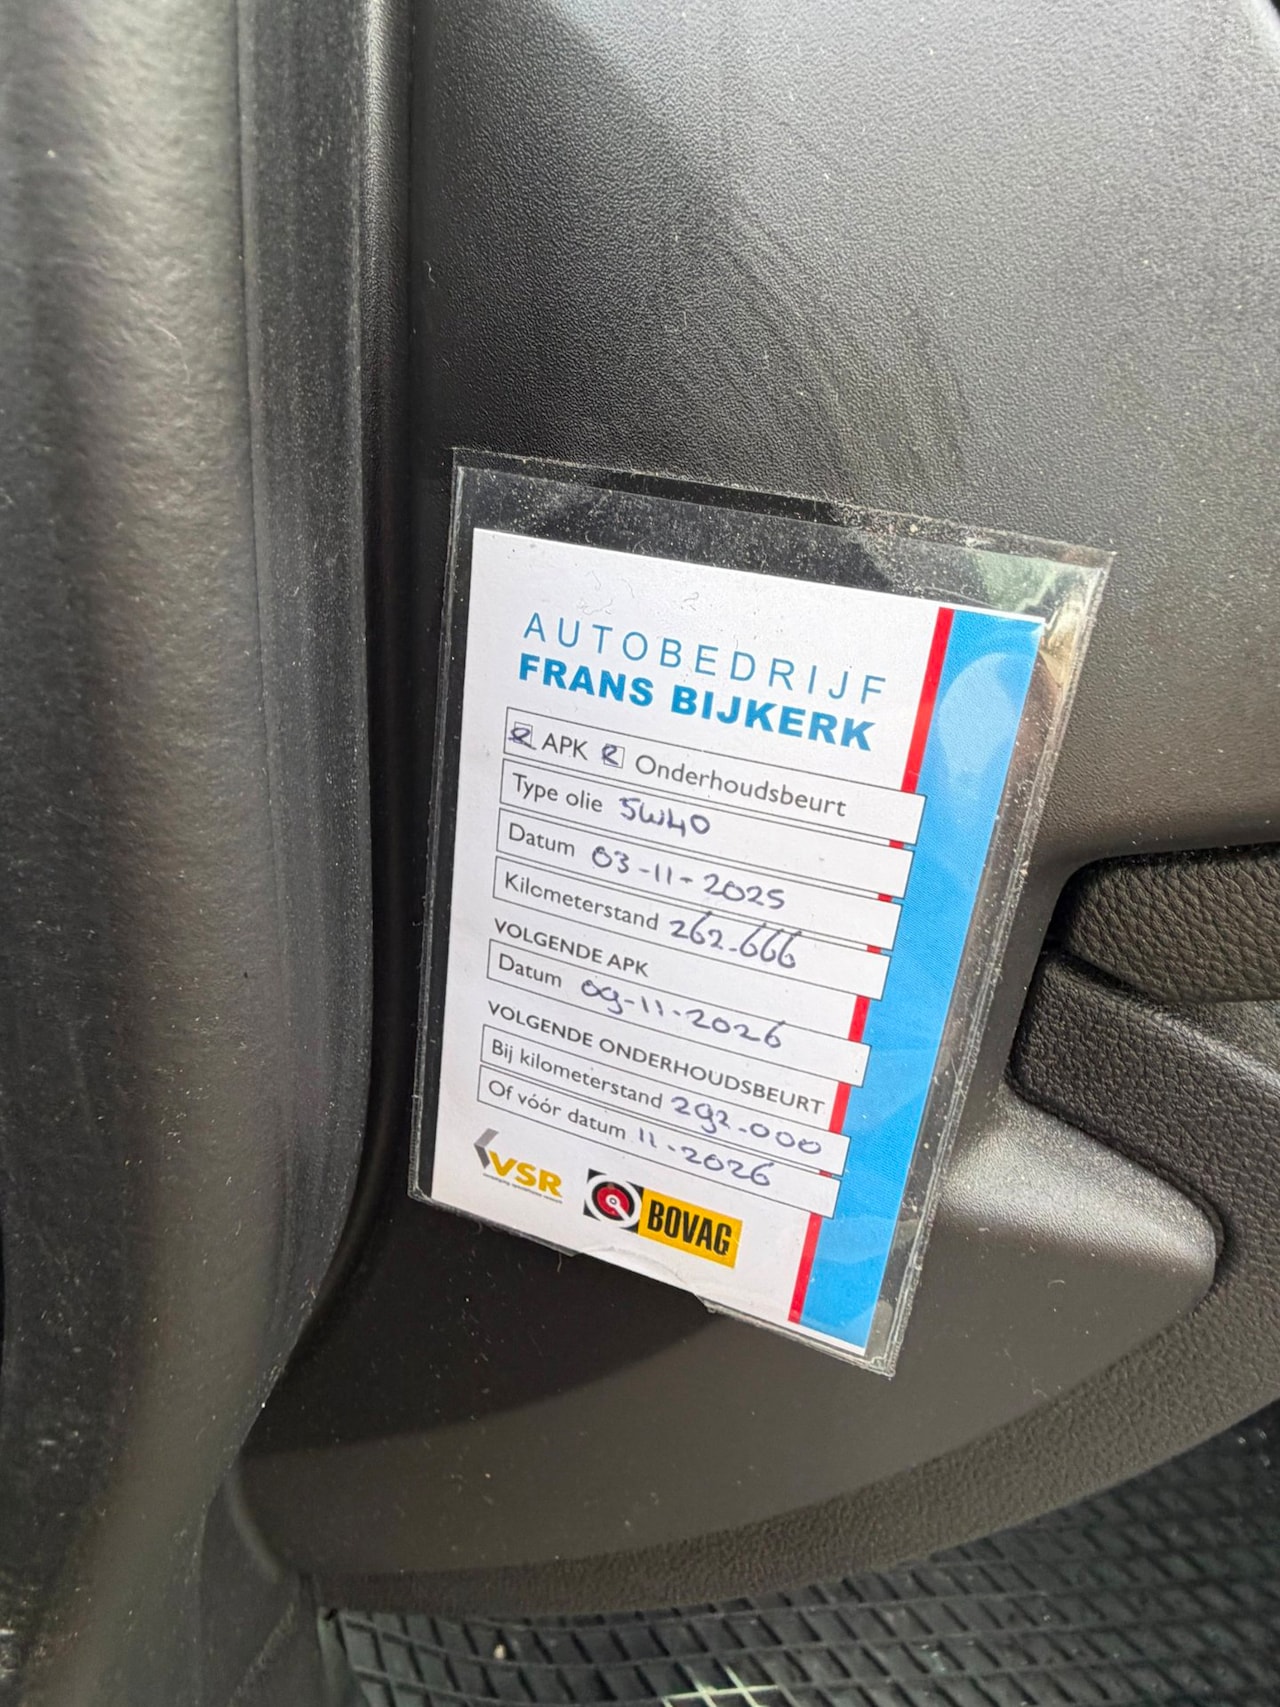 AUTOBEDRIJF
FRANS BIJKERK
APK Onderhoudsbeurt
Type olie 5W40
Datum 03-11-2025
Kilometerstand 262-666
VOLGENDE APK
Datum 09-11-2026
VOLGENDE ONDERHOUDSBEURT
Bij kilometerstand 292-000
Of vóór datum 11-2026
VSR
BOVAG